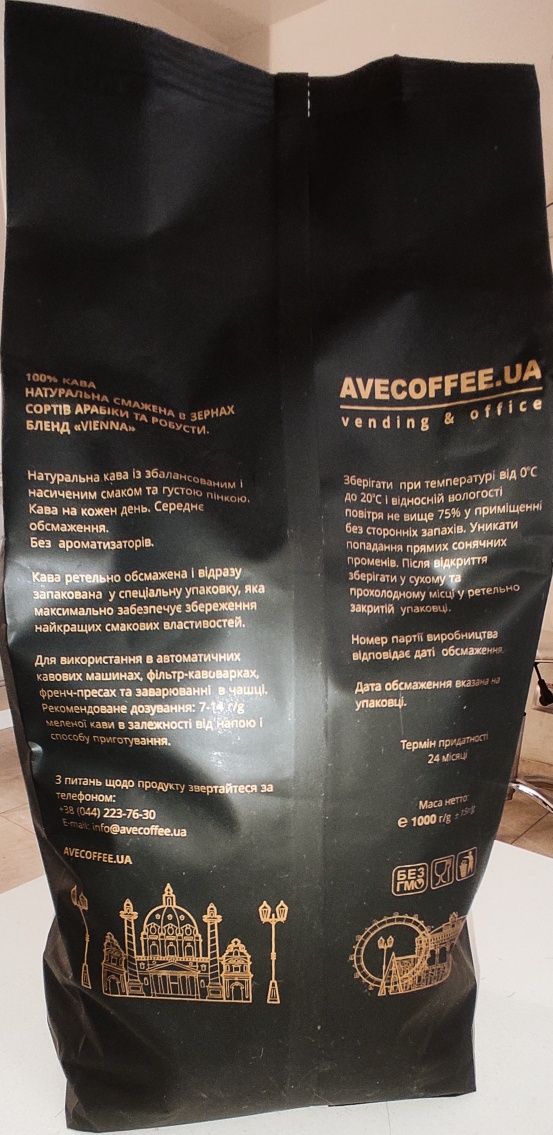 100% КАВА
НАТУРАЛЬНА СМАЖЕНА В ЗЕРНАХ
СОРТІВ АРАБІКИ ТА РОБУСТИ.
БЛЕНД «VIENNA»
Натуральна кава із збалансованим і
насиченим смаком та густою пінкою.
Кава на кожен день. Середнє
обсмаження.
Без ароматизаторів.
Кава ретельно обсмажена і відразу
запакована у спеціальну упаковку, яка
максимально забезпечує збереження
найкращих смакових властивостей.
Для використання в автоматичних
кавових машинах, фільтр-кавоварках,
френч-пресах та заварюванні в чашці.
Рекомендоване дозування: 7-14 г/g
меленої кави в залежності від напою і
способу приготування.
З питань щодо продукту звертайтеся за
телефоном:
+38 (044) 223-76-30
E-mail: info@avecoffee.ua
AVECOFFEE.UA
AVECOFFEE.UA
vending & office
Зберігати при температурі від 0°С
до 20°С і відносній вологості
повітря не вище 75% у приміщенні
без сторонніх запахів. Уникати
попадання прямих сонячних
променів. Після відкриття
зберігати у сухому та
прохолодному місці у ретельно
закритій упаковці.
Номер партії виробництва
відповідає даті обсмаження.
Дата обсмаження вказана на
упаковці.
Термін придатності
24 місяці
Маса нетто
℮ 1000 г/g ± 15г/g
БЕЗ
ГМО